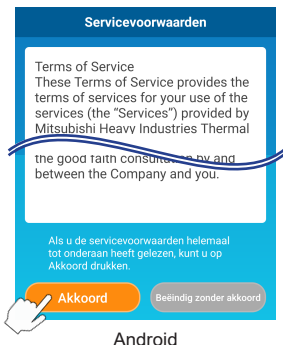 Servicevoorwaarden
Terms of Service
These Terms of Service provides the
terms of services for your use of the
services (the “Services”) provided by
Mitsubishi Heavy Industries Thermal
the good faith consultation by and
between the Company and you.
Als u de servicevoorwaarden helemaal
tot onderaan heeft gelezen, kunt u op
Akkoord drukken.
Akkoord
Beëindig zonder akkoord
Android